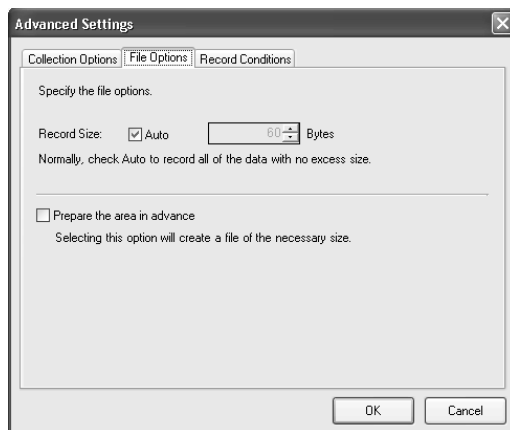 Advanced Settings
Collection Options File Options Record Conditions
Specify the file options.
Record Size: Auto 60 Bytes
Normally, check Auto to record all of the data with no excess size.
Prepare the area in advance
Selecting this option will create a file of the necessary size.
OK Cancel